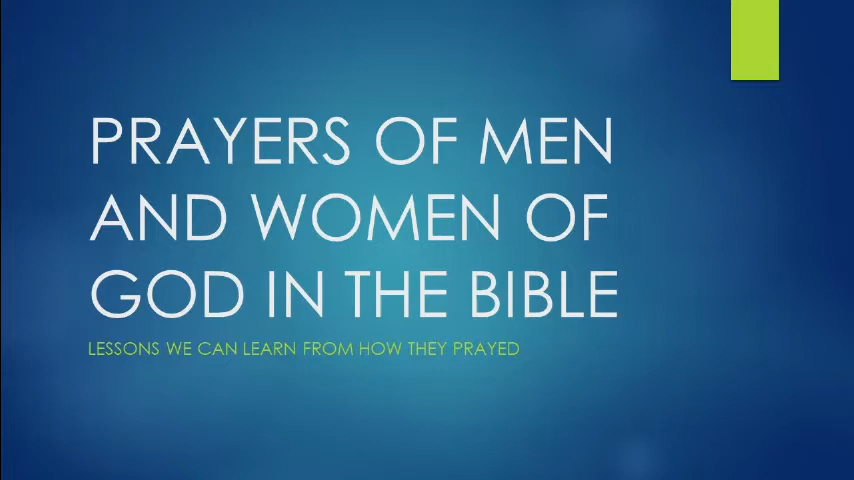 PRAYERS OF MEN
AND WOMEN OF
GOD IN THE BIBLE
LESSONS WE CAN LEARN FROM HOW THEY PRAYED